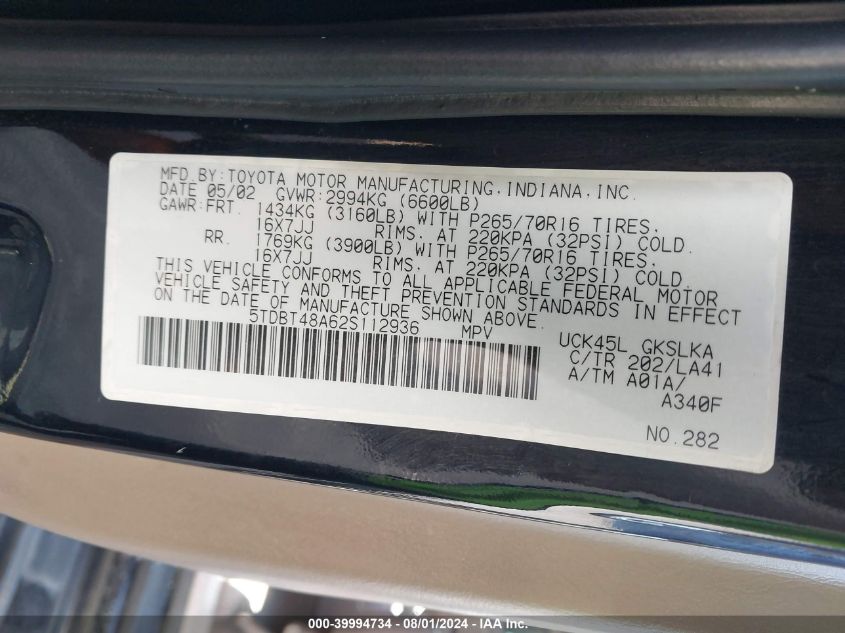 MFD.BY:TOYOTA MOTOR MANUFACTURING,INDIANA,INC.
DATE 05/02 GVWR:2994KG (6600LB)
GAWR:FRT. 1434KG (3160LB) WITH P265/70R16 TIRES,
16X7JJ RIMS, AT 220KPA (32PSI) COLD.
RR. 1769KG (3900LB) WITH P265/70R16 TIRES,
16X7JJ RIMS, AT 220KPA (32PSI) COLD.
THIS VEHICLE CONFORMS TO ALL APPLICABLE FEDERAL MOTOR
VEHICLE SAFETY AND THEFT PREVENTION STANDARDS IN EFFECT
ON THE DATE OF MANUFACTURE SHOWN ABOVE.
5TDBT48A62S112936 MPV
UCK45L GKSLKA
C/TR 202/LA41
A/TM A01A/
A340F
NO.282
000-39994734 - 08/01/2024 - IAA Inc.